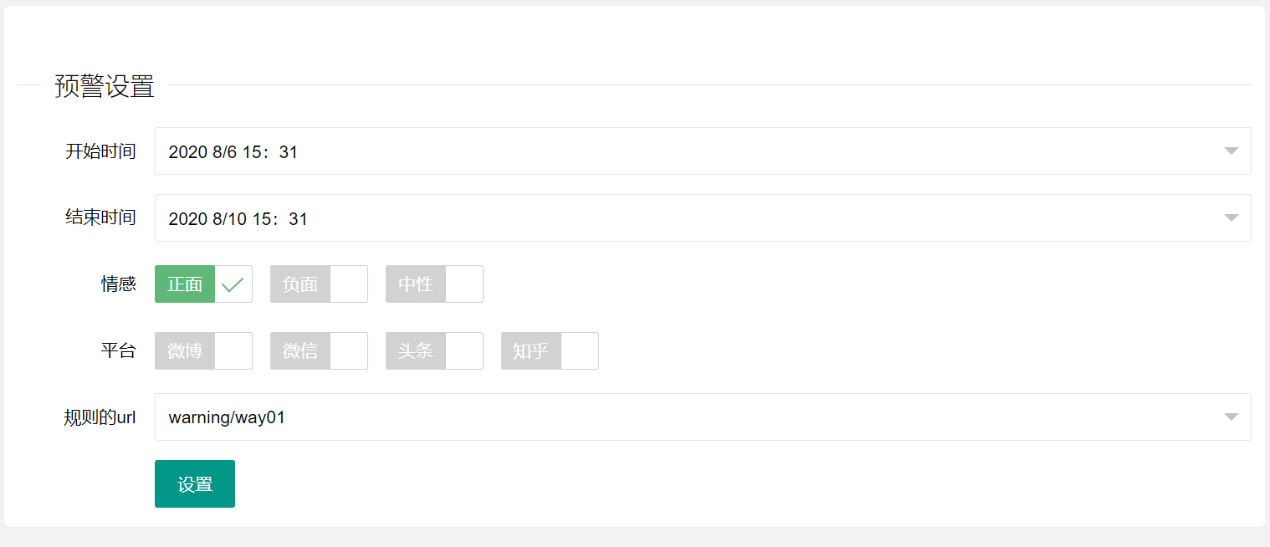 预警设置
开始时间 2020 8/6 15：31
结束时间 2020 8/10 15：31
情感 正面 负面 中性
平台 微博 微信 头条 知乎
规则的url warning/way01
设置